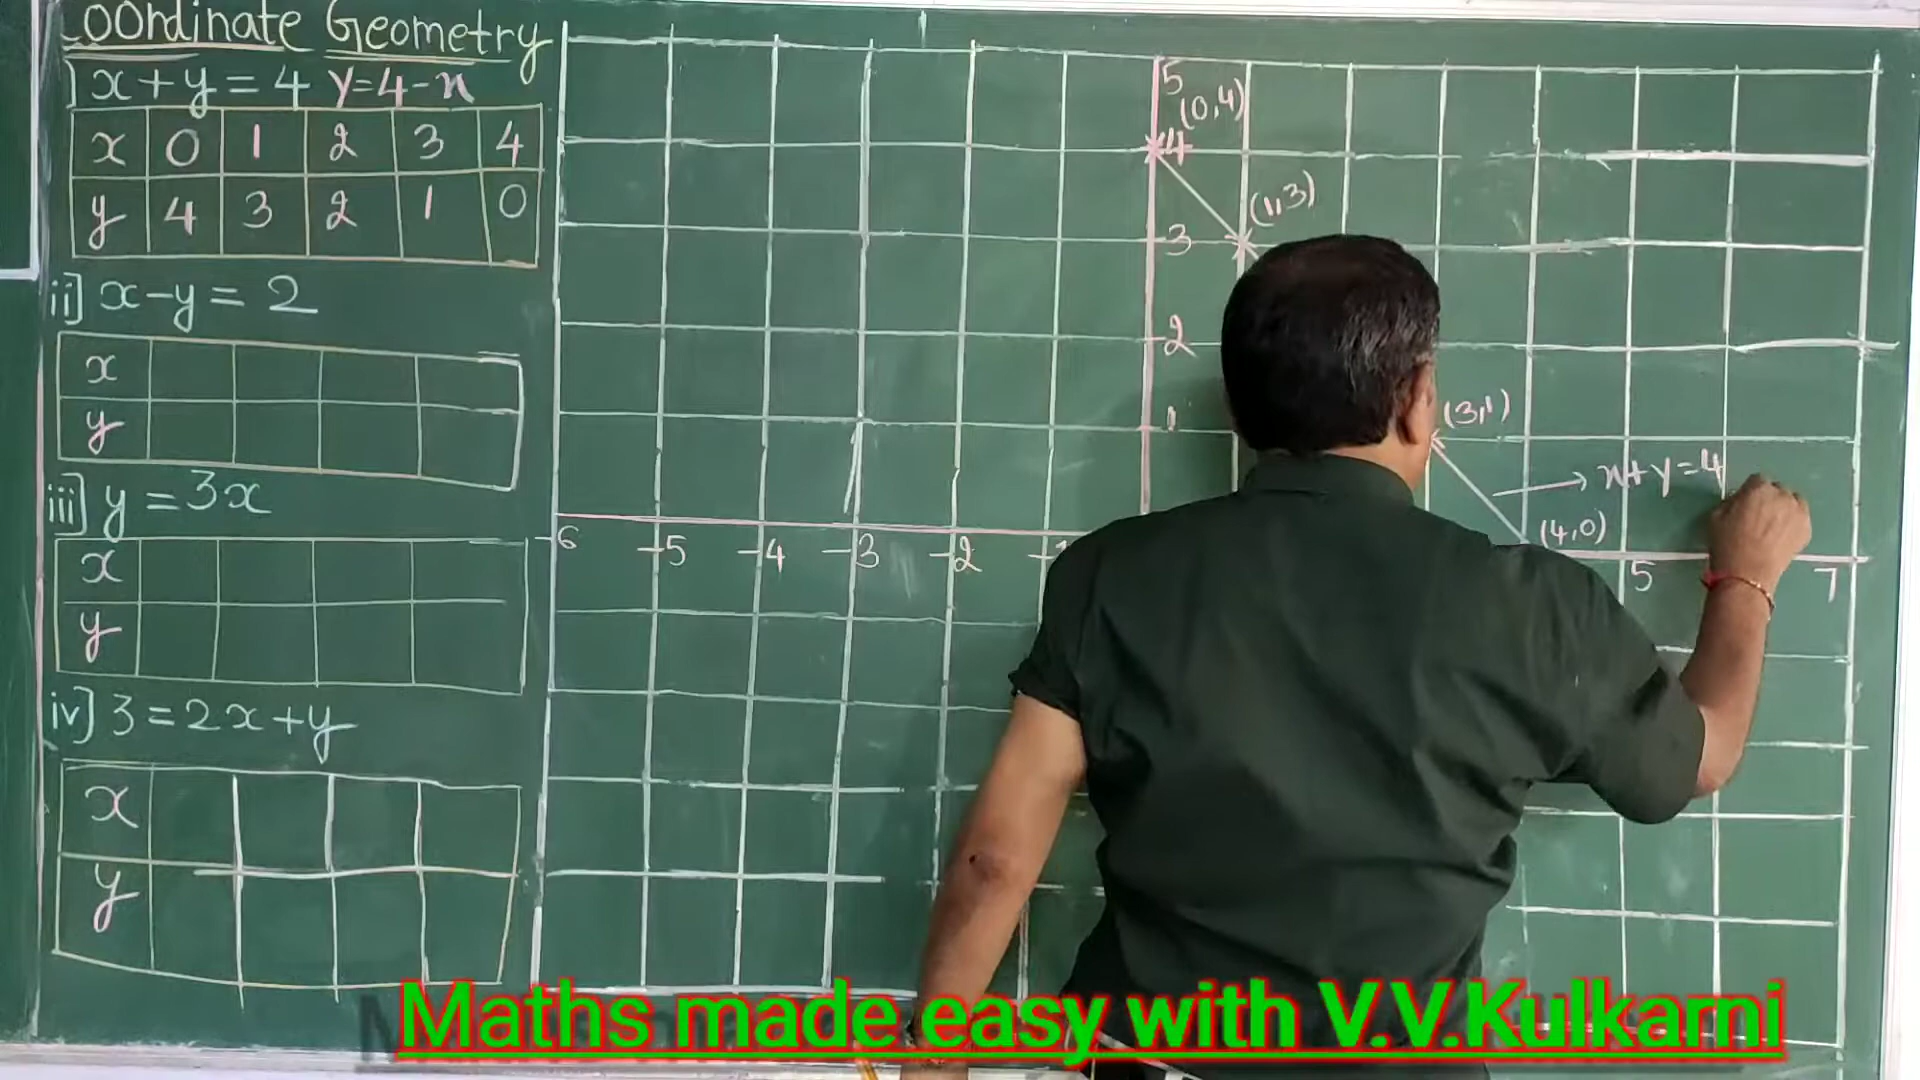 Coordinate Geometry
i] x+y=4 y=4-x
x 0 1 2 3 4
y 4 3 2 1 0
ii] x-y=2
x
y
iii] y=3x
x
y
iv] 3=2x+y
x
y
5
(0,4)
4
(1,3)
3
2
(3,1)
1
x+y=4
(4,0)
-6 -5 -4 -3 -2 5 7
Maths made easy with V.V.Kulkarni